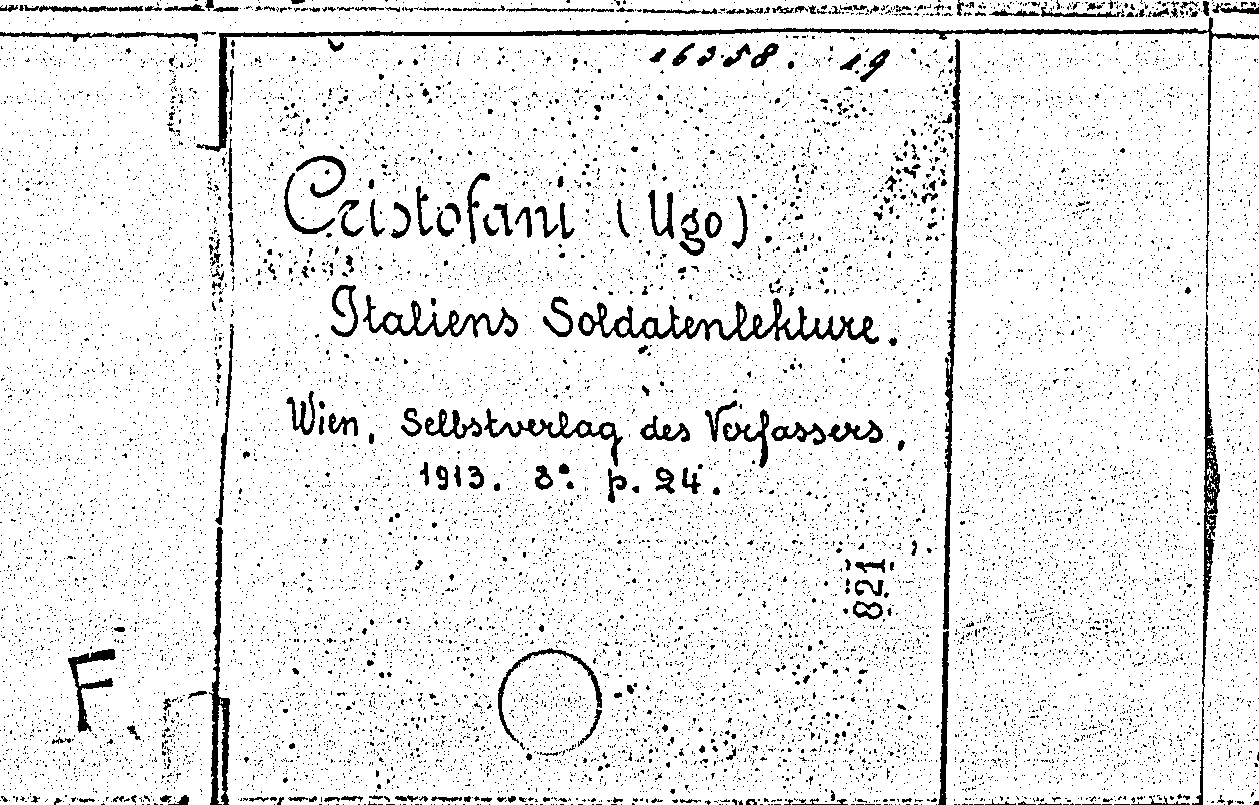 16358. 19
Cristofani (Ugo).
Italiens Soldatenlekture.
Wien, Selbstverlag des Verfassers,
1913. 8°. p. 24.
821
F.